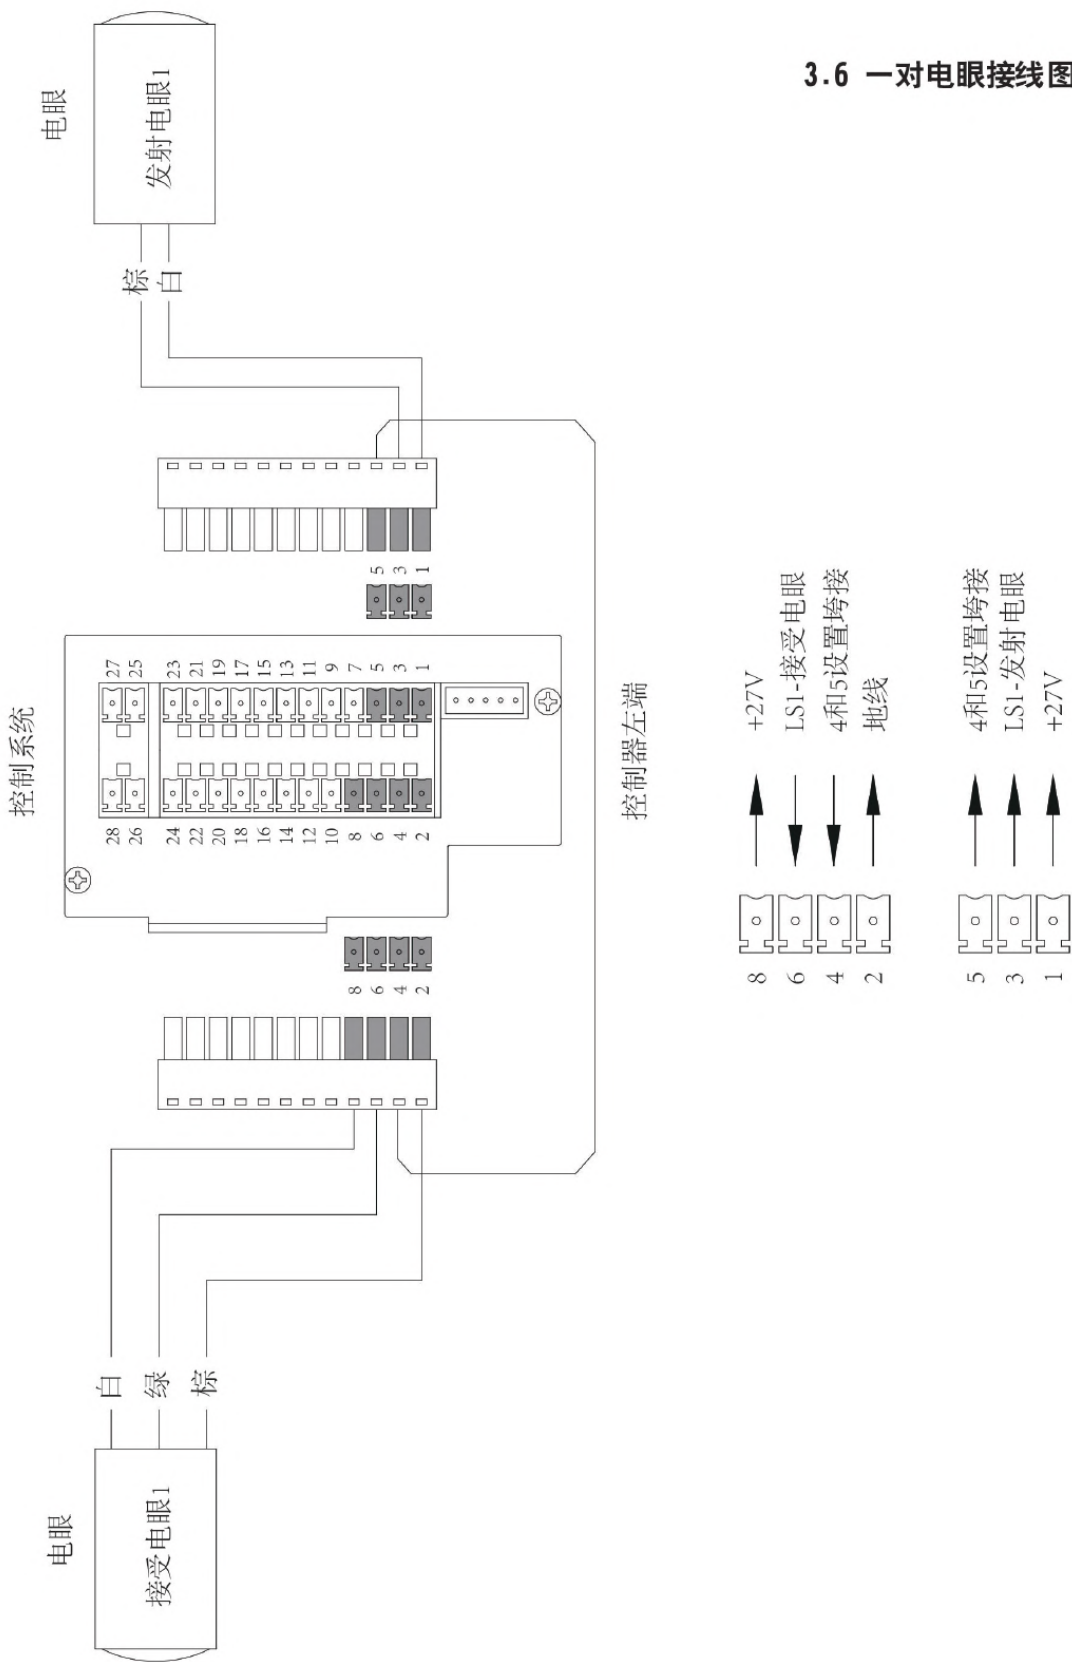 3.6 一对电眼接线图
电眼
发射电眼1
棕
白
5
3
1
控制系统
27
25
23
21
19
17
15
13
11
9
7
5
3
1
28
26
24
22
20
18
16
14
12
10
8
6
4
2
控制器左端
8
6
4
2
白
绿
棕
电眼
接受电眼1
8 +27V
6 LS1-接受电眼
4 4和5设置垮接
2 地线
5 4和5设置垮接
3 LS1-发射电眼
1 +27V